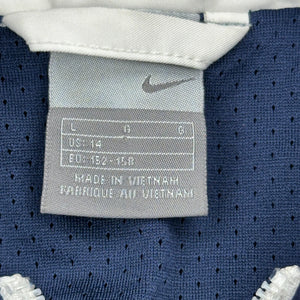 L G G
US: 14
EU: 152-158
MADE IN VIETNAM
FABRIQUE AU VIETNAM